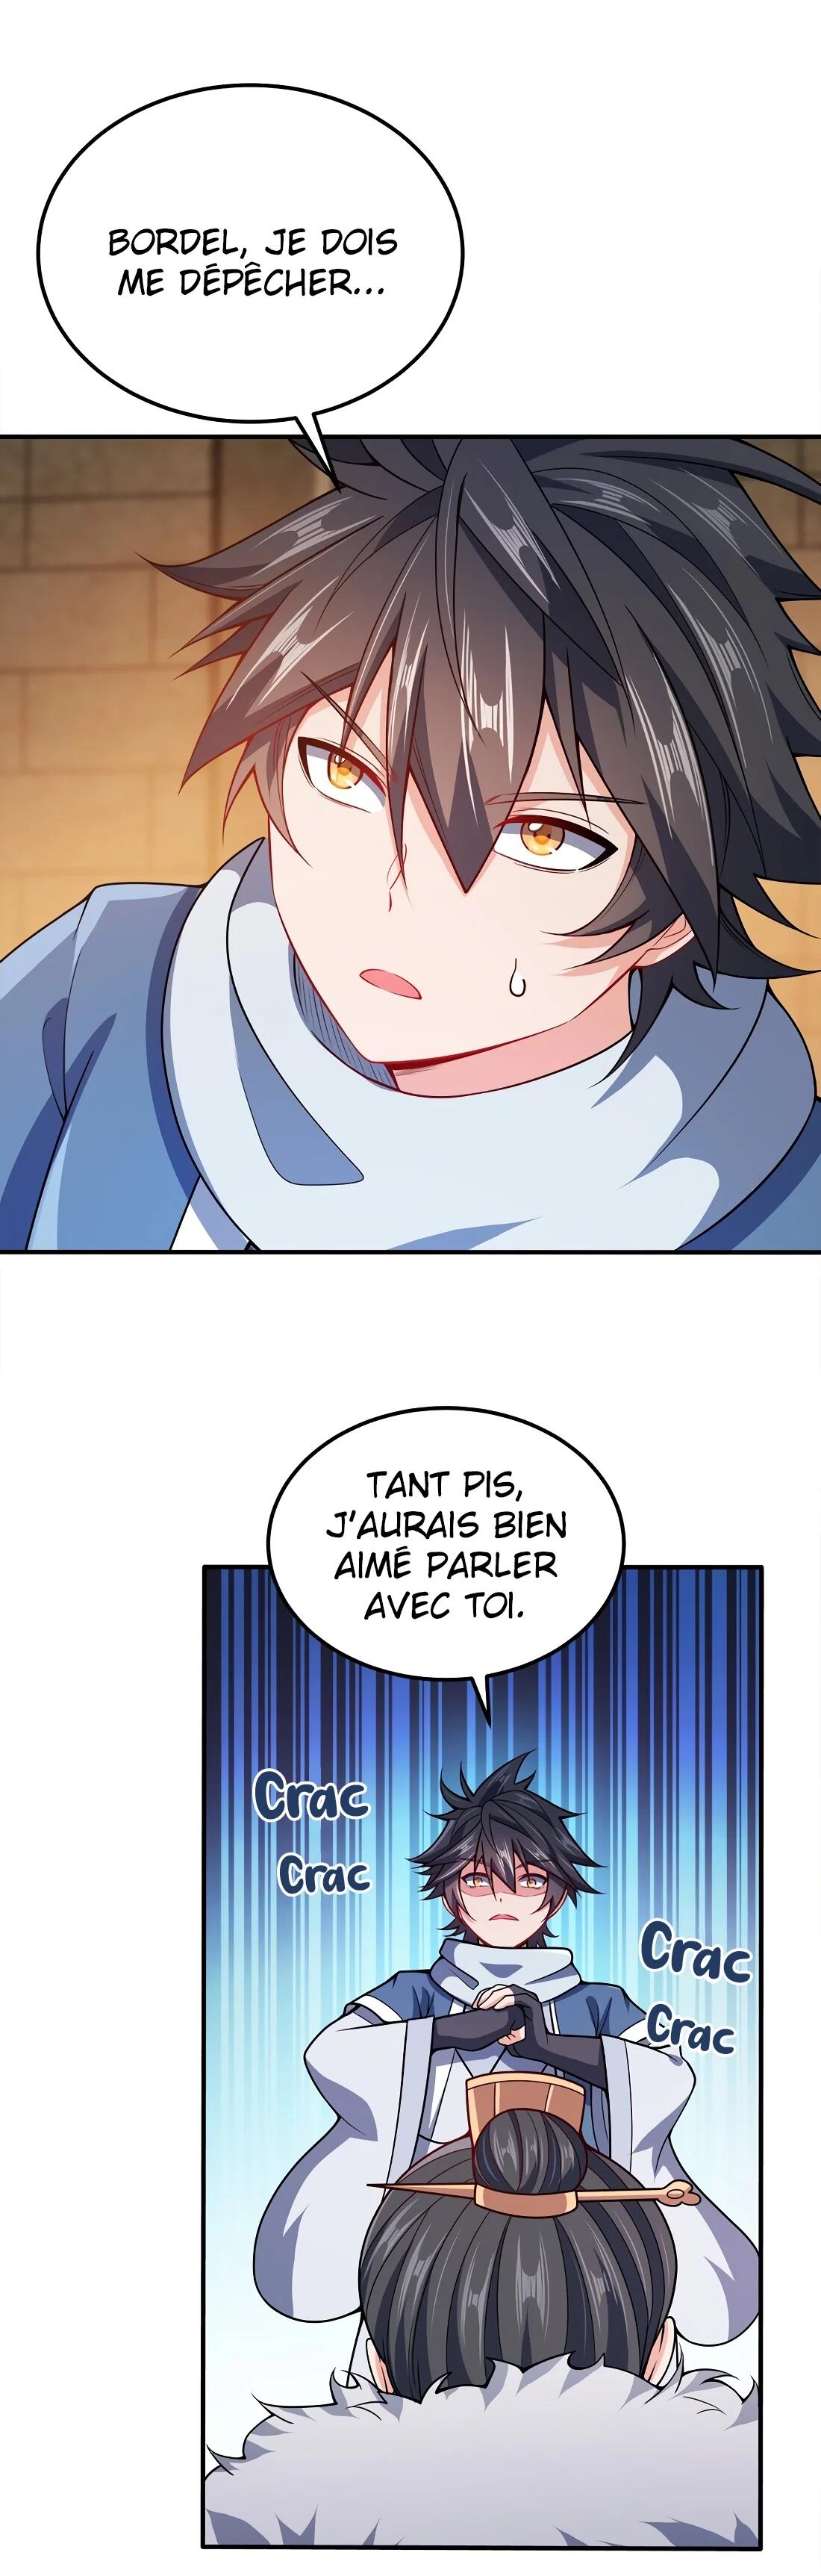 BORDEL, JE DOIS
ME DÉPÊCHER...
TANT PIS,
J'AURAIS BIEN
AIMÉ PARLER
AVEC TOI.
Crac
Crac
Crac
Crac